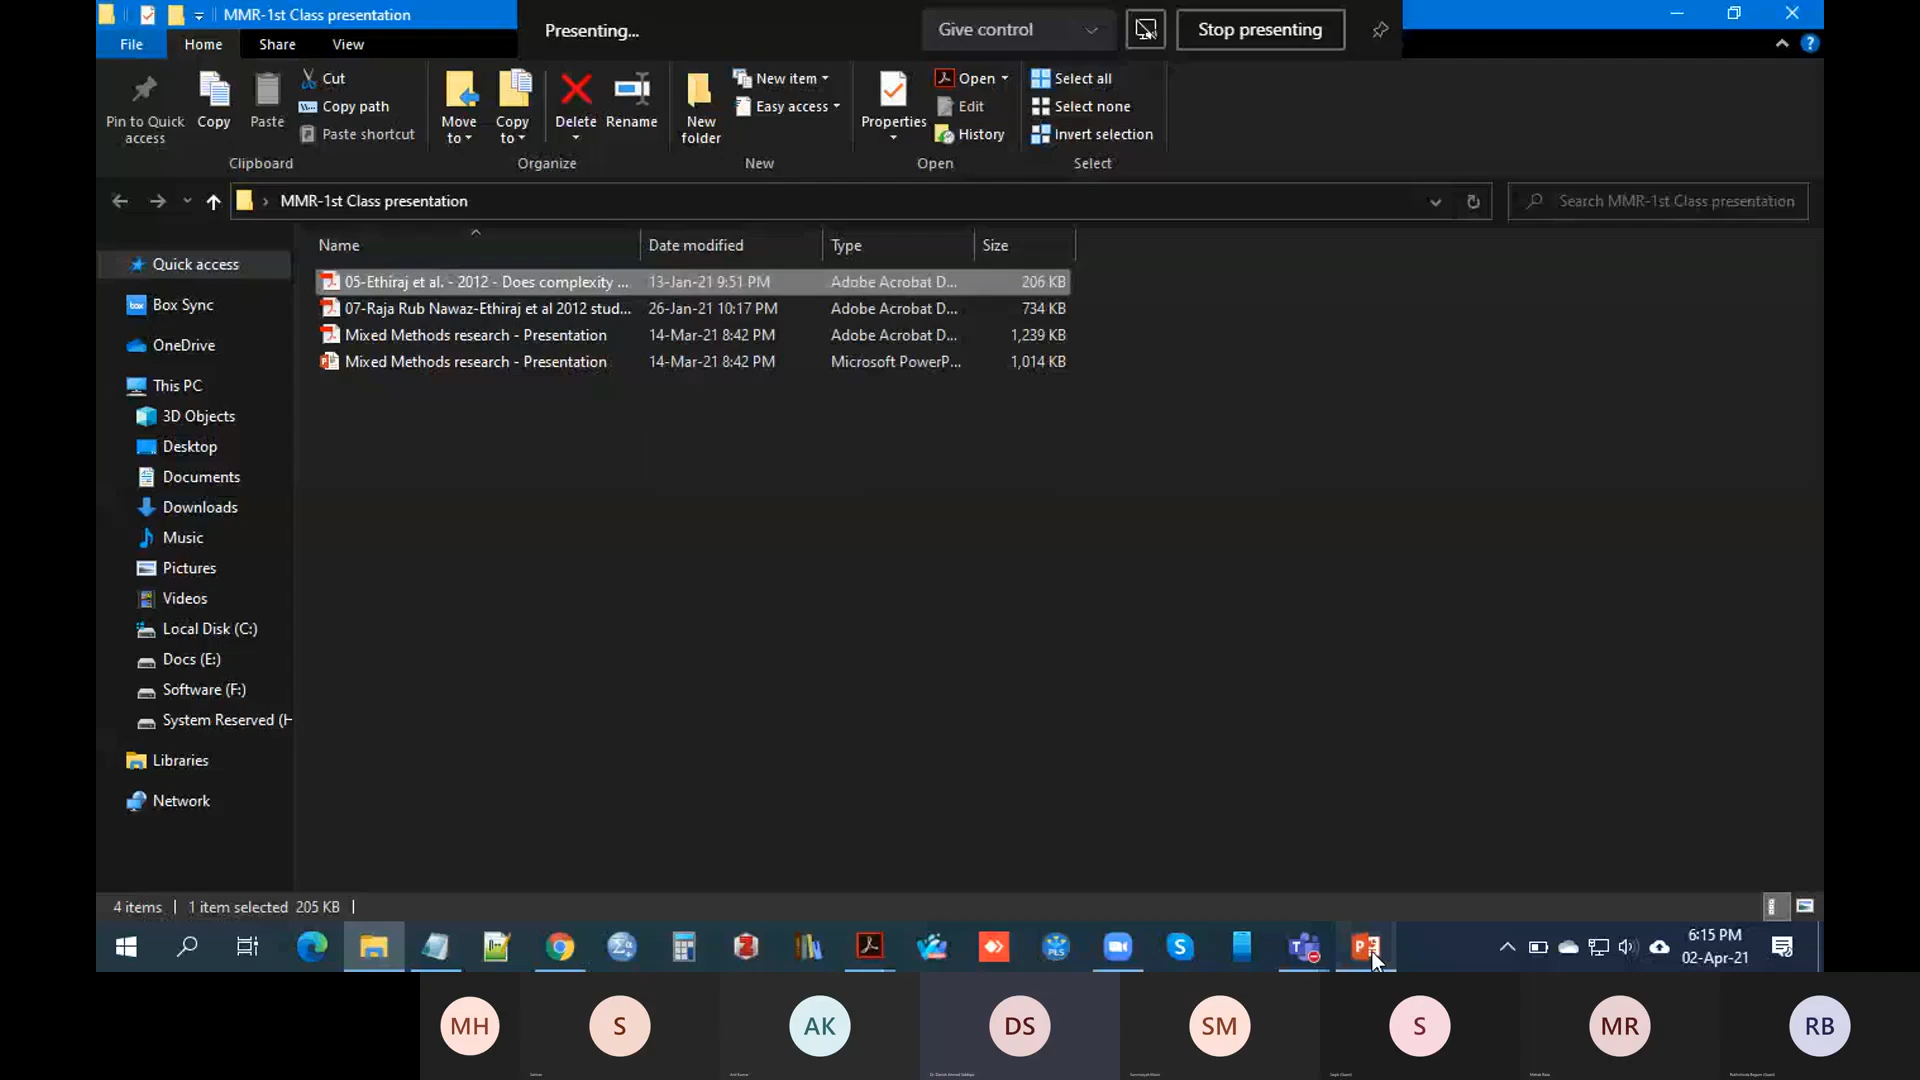 MMR-1st Class presentation
Presenting...
Give control
Stop presenting
File
Home
Share
View
Pin to Quick access
Copy
Paste
Cut
Copy path
Paste shortcut
Clipboard
Move to
Copy to
Delete
Rename
Organize
New folder
New item
Easy access
New
Properties
Open
Edit
History
Open
Select all
Select none
Invert selection
Select
MMR-1st Class presentation
Search MMR-1st Class presentation
Name Date modified Type Size
05-Ethiraj et al. - 2012 - Does complexity ... 13-Jan-21 9:51 PM Adobe Acrobat D... 206 KB
07-Raja Rub Nawaz-Ethiraj et al 2012 stud... 26-Jan-21 10:17 PM Adobe Acrobat D... 734 KB
Mixed Methods research - Presentation 14-Mar-21 8:42 PM Adobe Acrobat D... 1,239 KB
Mixed Methods research - Presentation 14-Mar-21 8:42 PM Microsoft PowerP... 1,014 KB
Quick access
box
Box Sync
OneDrive
This PC
3D Objects
Desktop
Documents
Downloads
Music
Pictures
Videos
Local Disk (C:)
Docs (E:)
Software (F:)
System Reserved (H
Libraries
Network
4 items
1 item selected 205 KB
PLS
6:15 PM
02-Apr-21
MH
S
AK
DS
SM
S
MR
RB